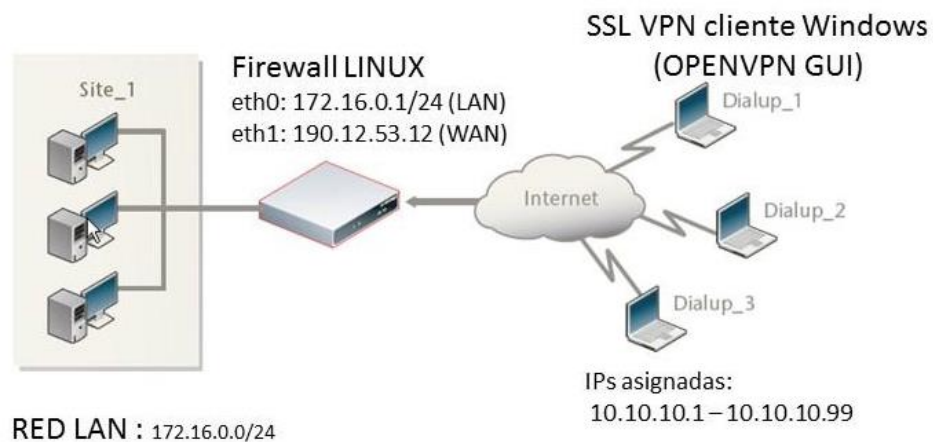 SSL VPN cliente Windows
(OPENVPN GUI)
Firewall LINUX
eth0: 172.16.0.1/24 (LAN)
eth1: 190.12.53.12 (WAN)
Site_1
Dialup_1
Internet
Dialup_2
Dialup_3
IPs asignadas:
10.10.10.1 – 10.10.10.99
RED LAN : 172.16.0.0/24